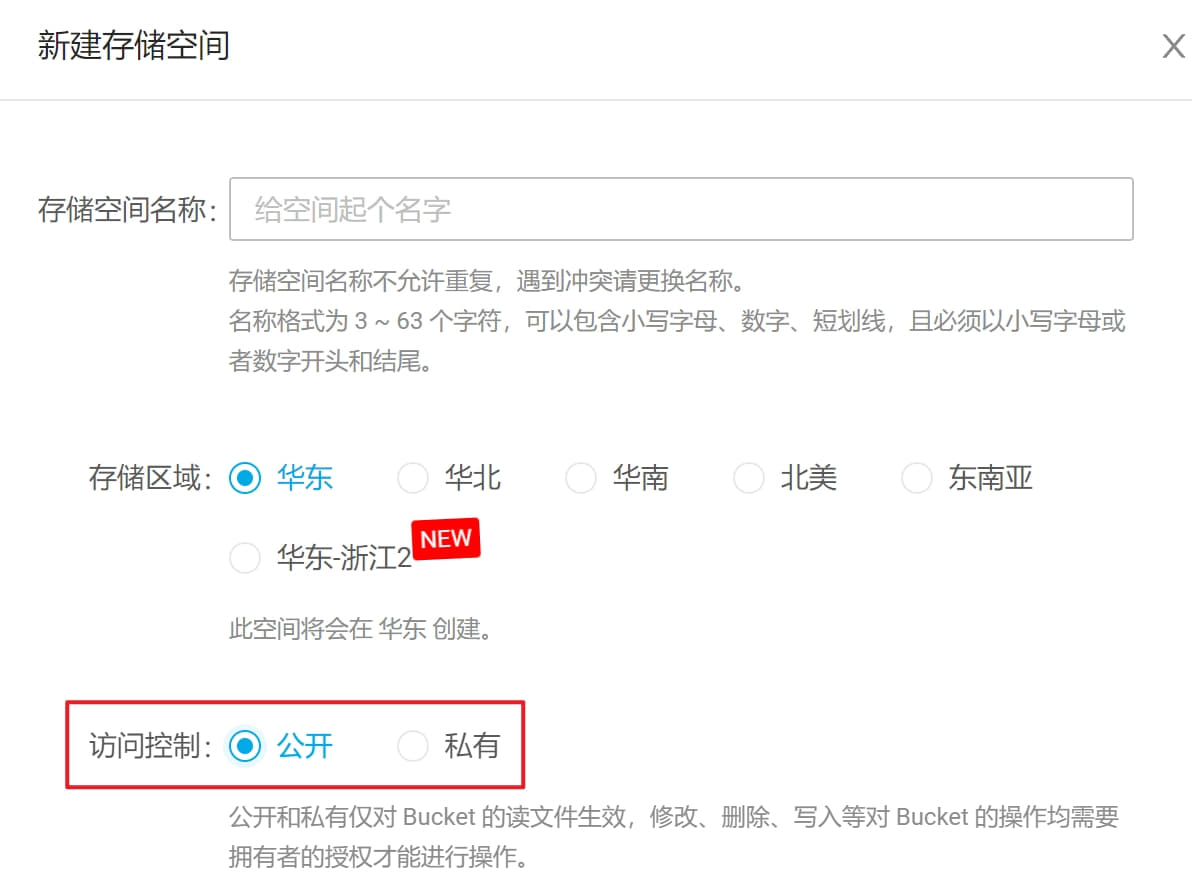 新建存储空间
存储空间名称：
给空间起个名字
存储空间名称不允许重复，遇到冲突请更换名称。
名称格式为 3 ~ 63 个字符，可以包含小写字母、数字、短划线，且必须以小写字母或
者数字开头和结尾。
存储区域： 华东 华北 华南 北美 东南亚
华东-浙江2 NEW
此空间将会在 华东 创建。
访问控制： 公开 私有
公开和私有仅对 Bucket 的读文件生效，修改、删除、写入等对 Bucket 的操作均需要
拥有者的授权才能进行操作。